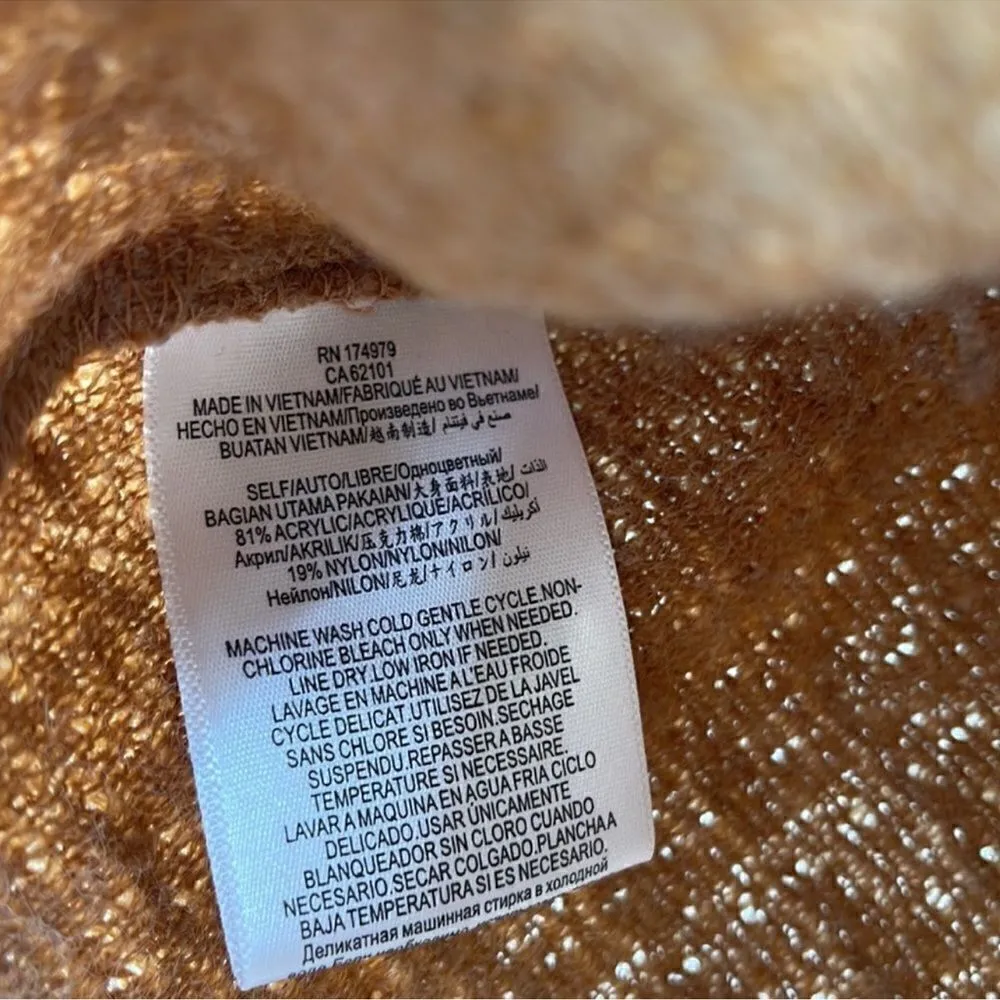 RN 174979
CA 62101
MADE IN VIETNAM/FABRIQUÉ AU VIETNAM/
HECHO EN VIETNAM/Произведено во Вьетнаме/
BUATAN VIETNAM/越南制造/ صنع في فيتنام
SELF/AUTO/LIBRE/Одноцветный/
BAGIAN UTAMA PAKAIAN/大身面料/表地/ الذات
81% ACRYLIC/ACRYLIQUE/ACRÍLICO/
Акрил/AKRILIK/压克力棉/アクリル/ أكريليك
19% NYLON/NYLON/NILON/
Нейлон/NILON/尼龙/ナイロン/ نيلون
MACHINE WASH COLD GENTLE CYCLE.NON-
CHLORINE BLEACH ONLY WHEN NEEDED.
LINE DRY.LOW IRON IF NEEDED.
LAVAGE EN MACHINE A L'EAU FROIDE
CYCLE DELICAT.UTILISEZ DE LA JAVEL
SANS CHLORE SI BESOIN.SECHAGE
SUSPENDU.REPASSER A BASSE
TEMPERATURE SI NECESSAIRE.
LAVAR A MAQUINA EN AGUA FRIA CICLO
DELICADO.USAR ÚNICAMENTE
BLANQUEADOR SIN CLORO CUANDO
NECESARIO.SECAR COLGADO.PLANCHA A
BAJA TEMPERATURA SI ES NECESARIO.
Деликатная машинная стирка в холодной